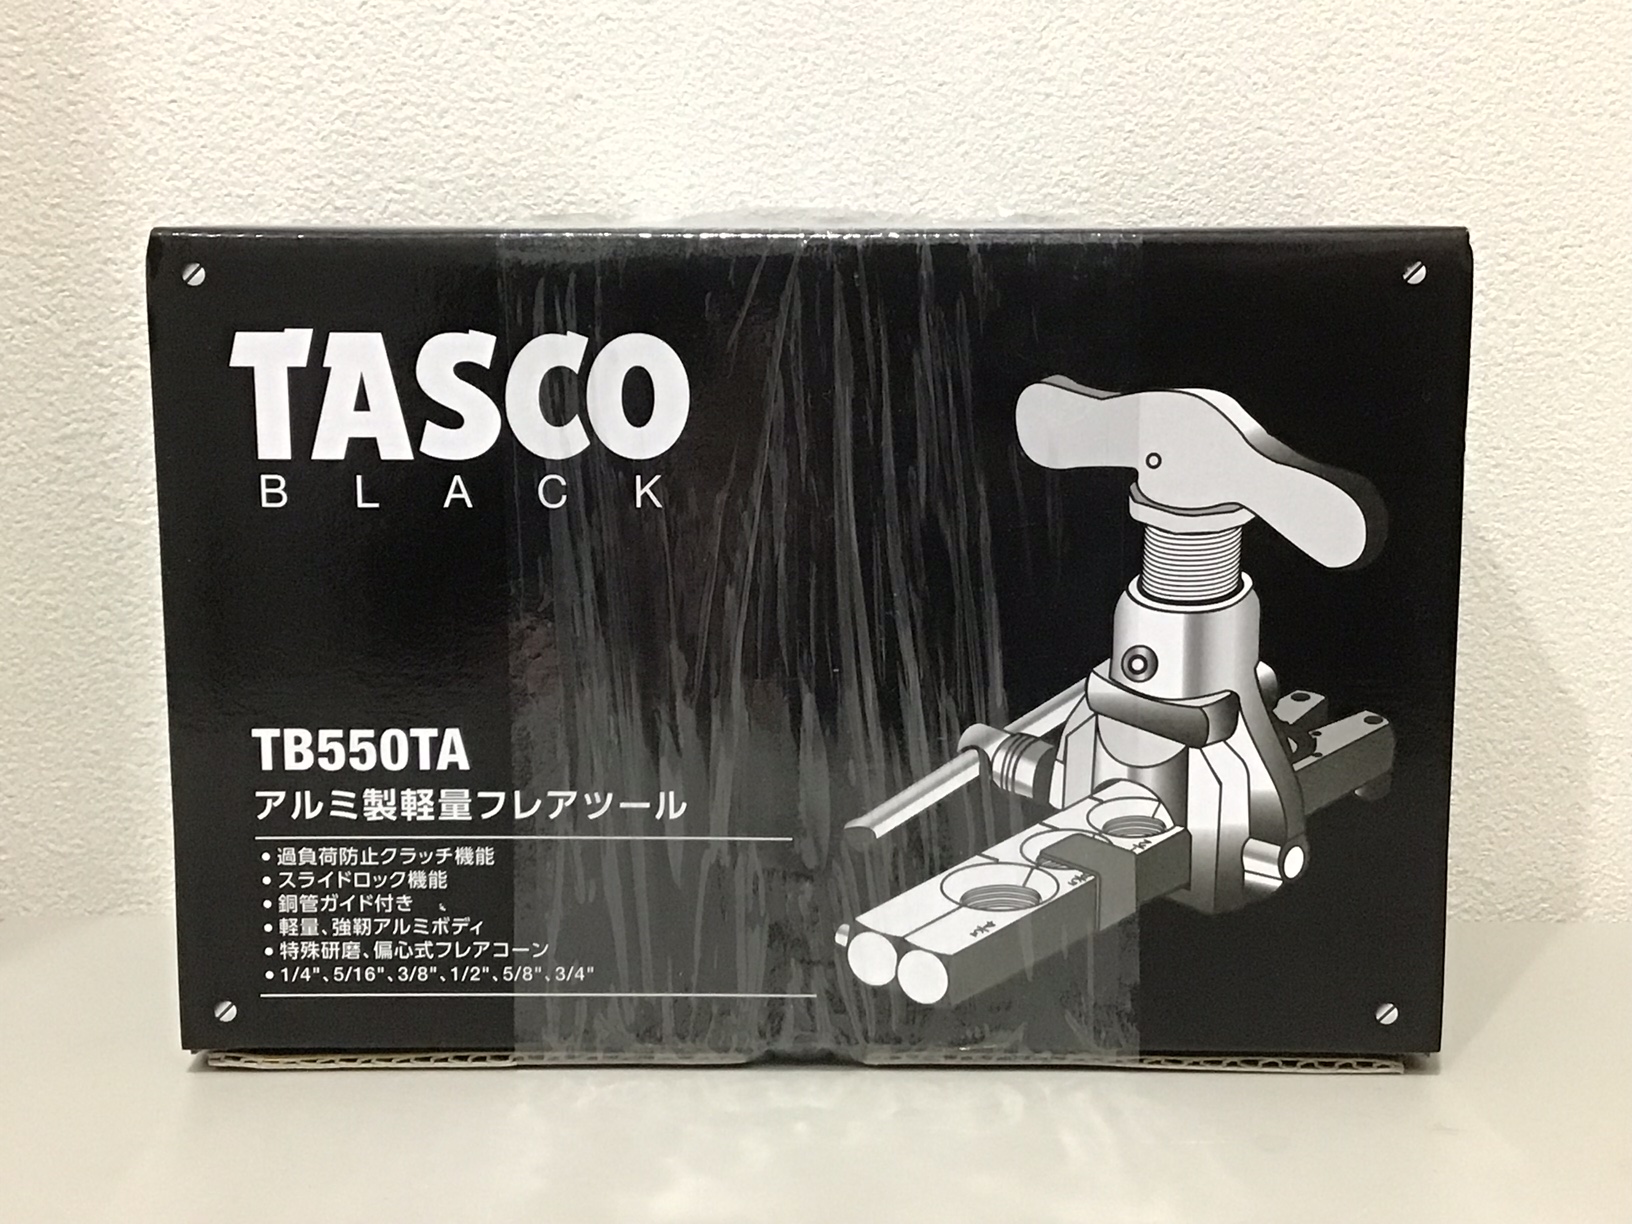 TASCO
BLACK
TB550TA
アルミ製軽量フレアツール
●過負荷防止クラッチ機能
●スライドロック機能
●銅管ガイド付き
●軽量、強靭アルミボディ
●特殊研磨、偏心式フレアコーン
●1/4"、5/16"、3/8"、1/2"、5/8"、3/4"